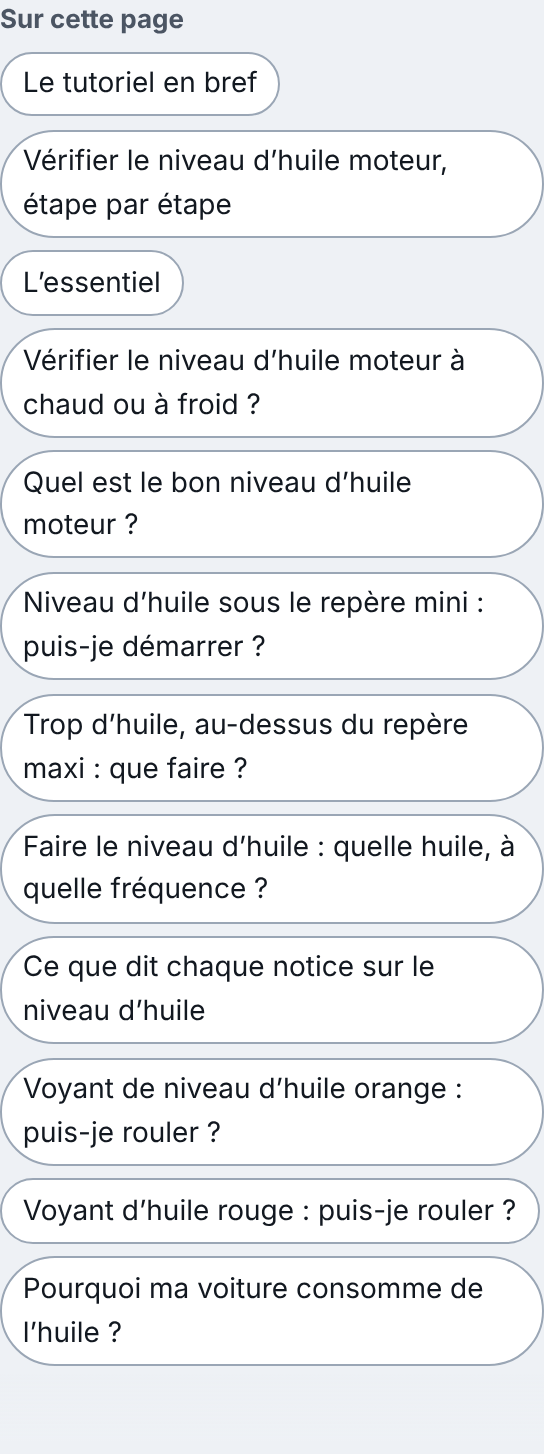 Sur cette page
Le tutoriel en bref
Vérifier le niveau d’huile moteur,
étape par étape
L’essentiel
Vérifier le niveau d’huile moteur à
chaud ou à froid ?
Quel est le bon niveau d’huile
moteur ?
Niveau d’huile sous le repère mini :
puis-je démarrer ?
Trop d’huile, au-dessus du repère
maxi : que faire ?
Faire le niveau d’huile : quelle huile, à
quelle fréquence ?
Ce que dit chaque notice sur le
niveau d’huile
Voyant de niveau d’huile orange :
puis-je rouler ?
Voyant d’huile rouge : puis-je rouler ?
Pourquoi ma voiture consomme de
l’huile ?